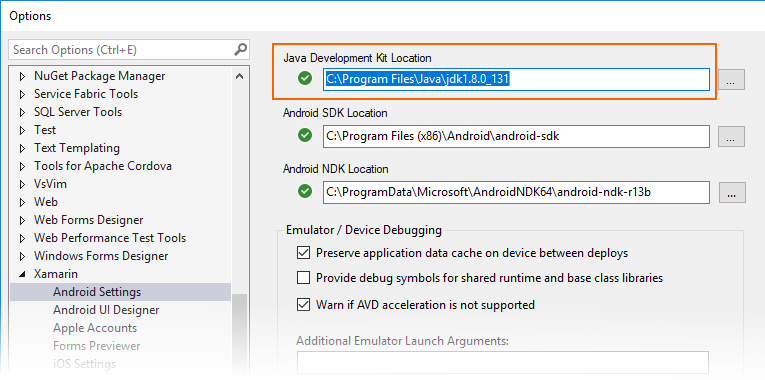 Options
Search Options (Ctrl+E)
NuGet Package Manager
Service Fabric Tools
SQL Server Tools
Test
Text Templating
Tools for Apache Cordova
VsVim
Web
Web Forms Designer
Web Performance Test Tools
Windows Forms Designer
Xamarin
Android Settings
Android UI Designer
Apple Accounts
Forms Previewer
iOS Settings
Java Development Kit Location
C:\Program Files\Java\jdk1.8.0_131
...
Android SDK Location
C:\Program Files (x86)\Android\android-sdk
...
Android NDK Location
C:\ProgramData\Microsoft\AndroidNDK64\android-ndk-r13b
...
Emulator / Device Debugging
Preserve application data cache on device between deploys
Provide debug symbols for shared runtime and base class libraries
Warn if AVD acceleration is not supported
Additional Emulator Launch Arguments: